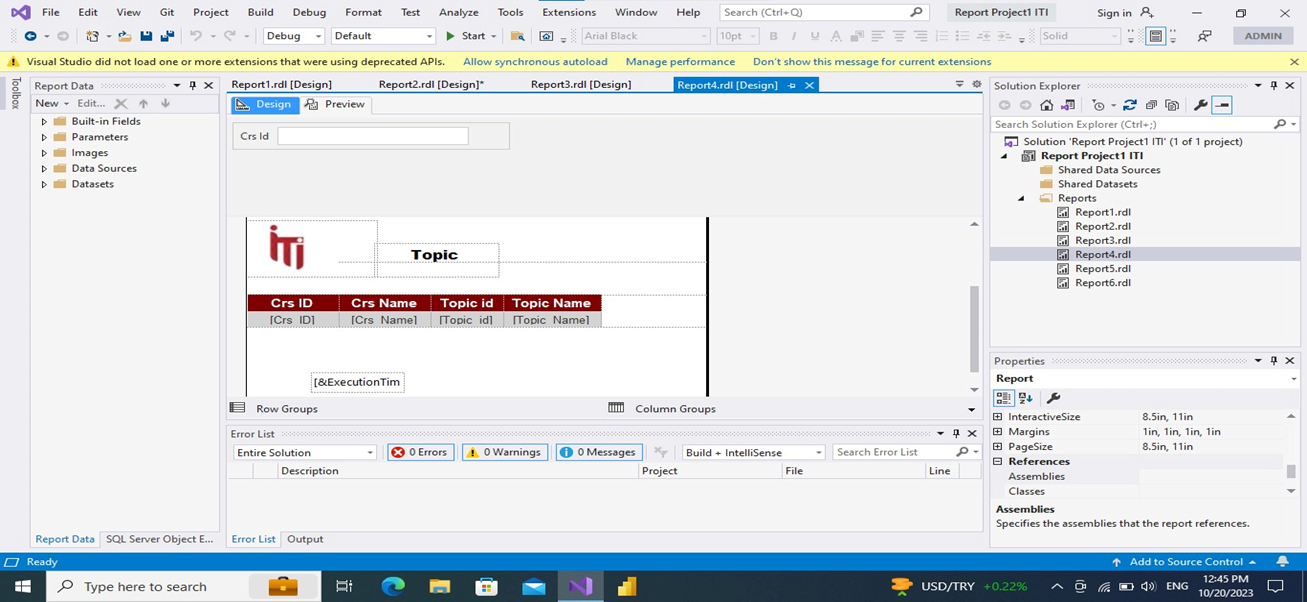 File Edit View Git Project Build Debug Format Test Analyze Tools Extensions Window Help Search (Ctrl+Q) Report Project1 ITI Sign in
Debug Default Start Arial Black 10pt B I U A Solid ADMIN
Visual Studio did not load one or more extensions that were using deprecated APIs. Allow synchronous autoload Manage performance Don't show this message for current extensions
Toolbox
Report Data
New Edit...
Built-in Fields
Parameters
Images
Data Sources
Datasets
Report Data SQL Server Object E...
Report1.rdl [Design] Report2.rdl [Design]* Report3.rdl [Design] Report4.rdl [Design]
Design Preview
Crs Id
iTi
Topic
Crs ID Crs Name Topic id Topic Name
[Crs_ID] [Crs_Name] [Topic_id] [Topic_Name]
[&ExecutionTim
Row Groups Column Groups
Error List
Entire Solution 0 Errors 0 Warnings 0 Messages Build + IntelliSense Search Error List
Description Project File Line
Error List Output
Solution Explorer
Search Solution Explorer (Ctrl+;)
Solution 'Report Project1 ITI' (1 of 1 project)
Report Project1 ITI
Shared Data Sources
Shared Datasets
Reports
Report1.rdl
Report2.rdl
Report3.rdl
Report4.rdl
Report5.rdl
Report6.rdl
Properties
Report
InteractiveSize 8.5in, 11in
Margins 1in, 1in, 1in, 1in
PageSize 8.5in, 11in
References
Assemblies
Classes
Assemblies
Specifies the assemblies that the report references.
Ready Add to Source Control
Type here to search USD/TRY +0.22% ENG 12:45 PM
10/20/2023